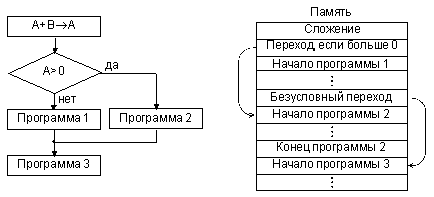 A+B→A
A>0
да
нет
Программа 1
Программа 2
Программа 3
Память
Сложение
Переход, если больше 0
Начало программы 1
⋮
Безусловный переход
Начало программы 2
⋮
Конец программы 2
Начало программы 3
⋮